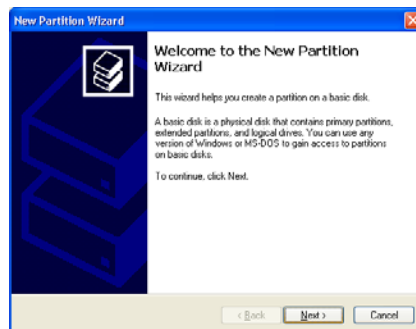 New Partition Wizard
Welcome to the New Partition
Wizard
This wizard helps you create a partition on a basic disk.
A basic disk is a physical disk that contains primary partitions,
extended partitions, and logical drives. You can use any
version of Windows or MS-DOS to gain access to partitions
on basic disks.
To continue, click Next.
< Back
Next >
Cancel